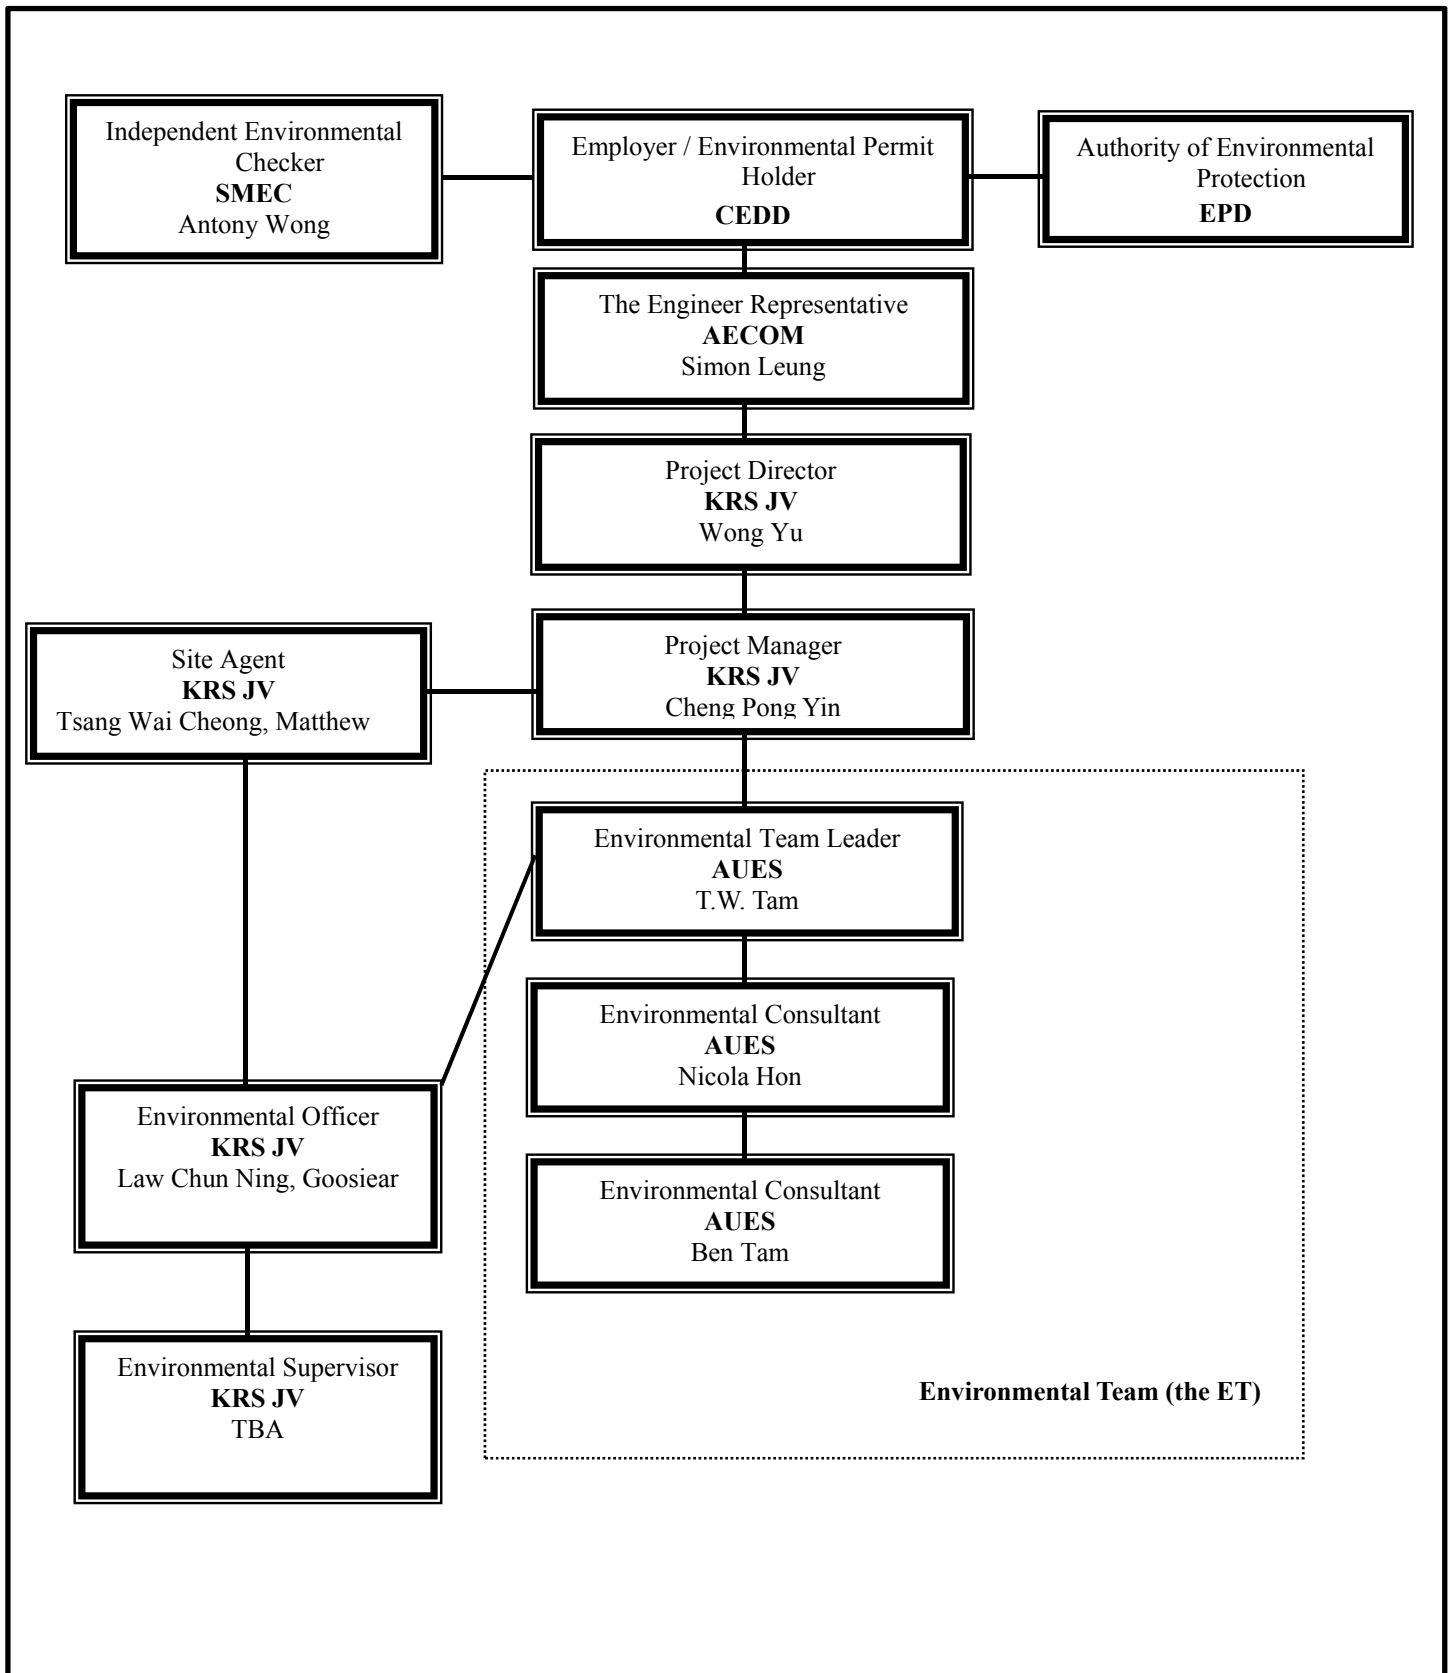 Independent Environmental
Checker
SMEC
Antony Wong
Employer / Environmental Permit
Holder
CEDD
Authority of Environmental
Protection
EPD
The Engineer Representative
AECOM
Simon Leung
Project Director
KRS JV
Wong Yu
Site Agent
KRS JV
Tsang Wai Cheong, Matthew
Project Manager
KRS JV
Cheng Pong Yin
Environmental Team Leader
AUES
T.W. Tam
Environmental Consultant
AUES
Nicola Hon
Environmental Officer
KRS JV
Law Chun Ning, Goosiear
Environmental Consultant
AUES
Ben Tam
Environmental Supervisor
KRS JV
TBA
Environmental Team (the ET)